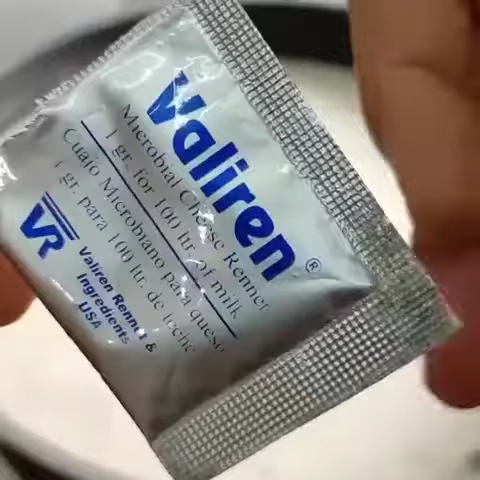 Valiren®
Microbial Cheese Rennet
1 gr. for 100 ltr. of milk
Cuajo Microbiano para queso
1 gr. para 100 ltr. de leche
VR
Valiren Rennet &
Ingredients
USA